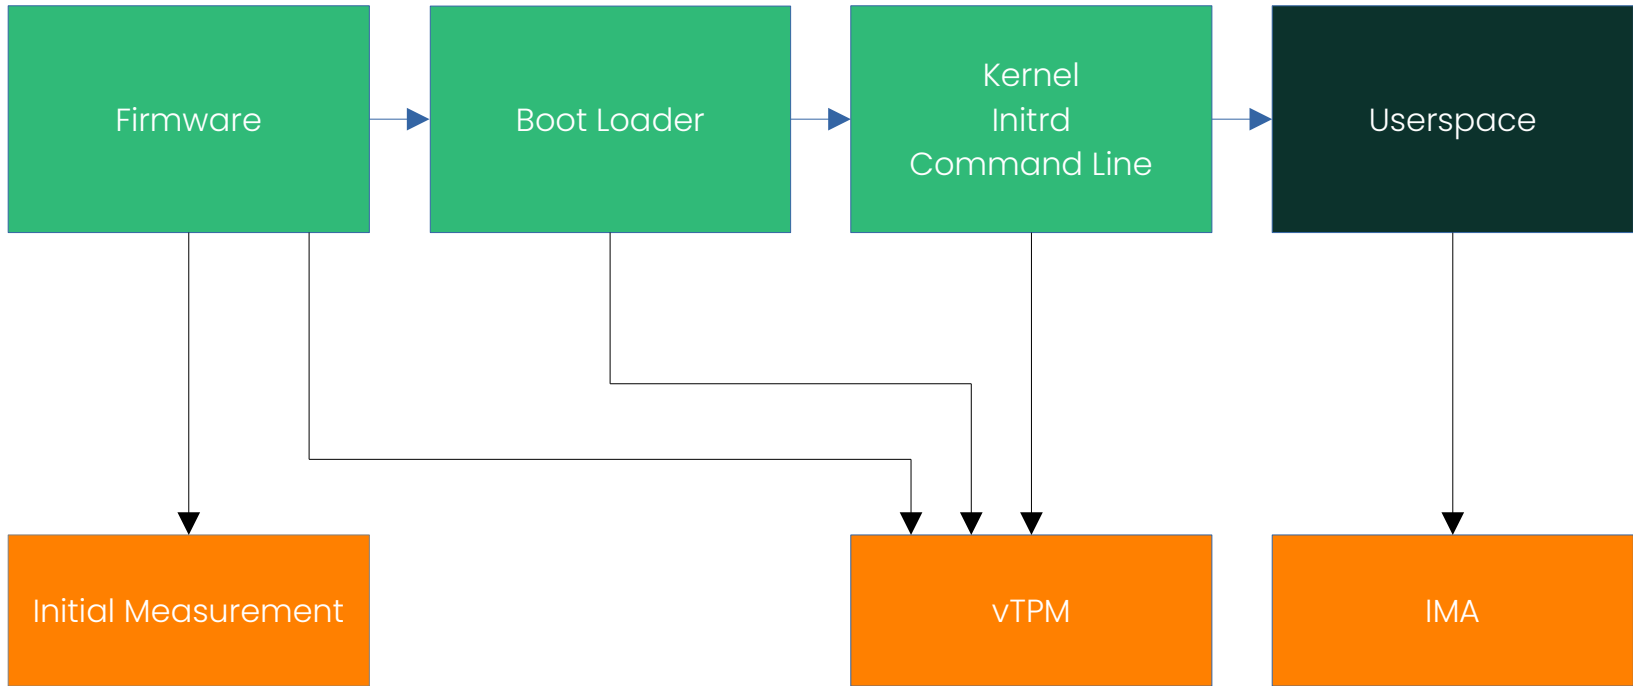 Firmware
Boot Loader
Kernel
Initrd
Command Line
Userspace
Initial Measurement
vTPM
IMA